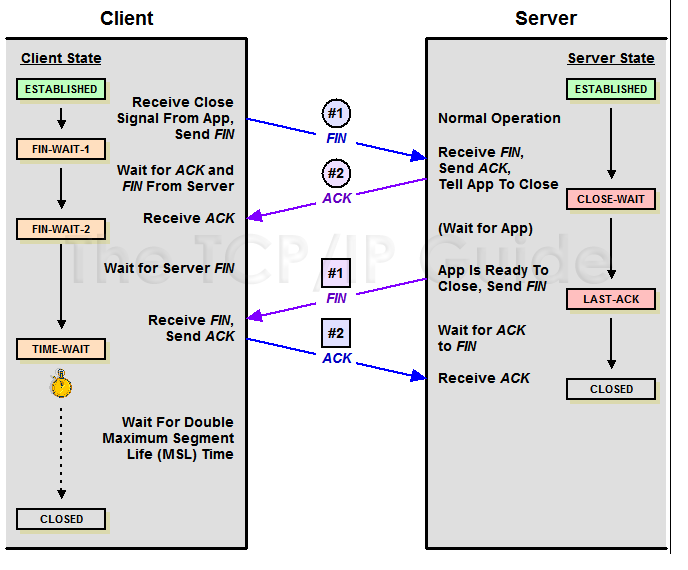 Client
Server
Client State
Server State
ESTABLISHED
ESTABLISHED
Receive Close
Signal From App,
Send FIN
#1
FIN
Normal Operation
FIN-WAIT-1
Receive FIN,
Send ACK,
Tell App To Close
Wait for ACK and
FIN From Server
#2
ACK
CLOSE-WAIT
Receive ACK
FIN-WAIT-2
(Wait for App)
The TCP/IP Guide
Wait for Server FIN
#1
FIN
App Is Ready To
Close, Send FIN
LAST-ACK
Receive FIN,
Send ACK
#2
ACK
Wait for ACK
to FIN
TIME-WAIT
Receive ACK
CLOSED
Wait For Double
Maximum Segment
Life (MSL) Time
CLOSED